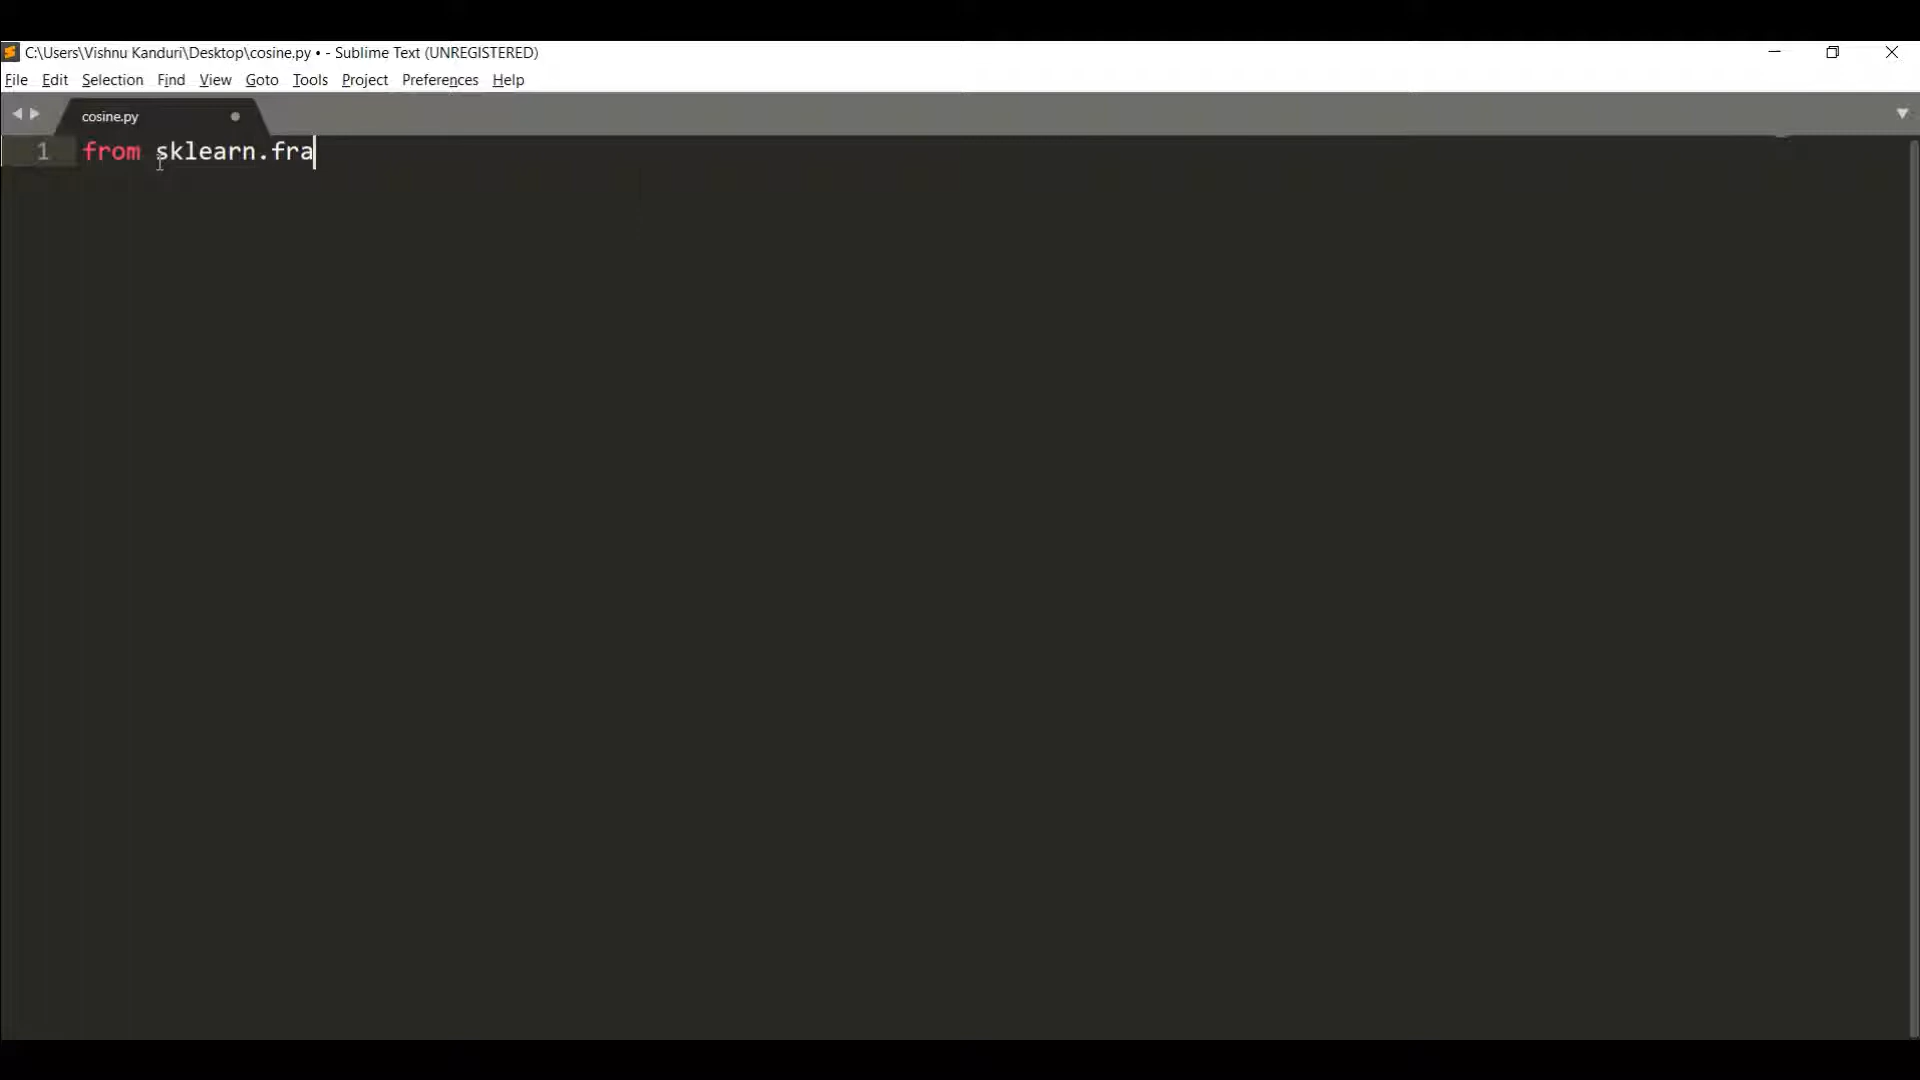 C:\Users\Vishnu Kanduri\Desktop\cosine.py • - Sublime Text (UNREGISTERED)
File Edit Selection Find View Goto Tools Project Preferences Help
cosine.py
1 from sklearn.fra